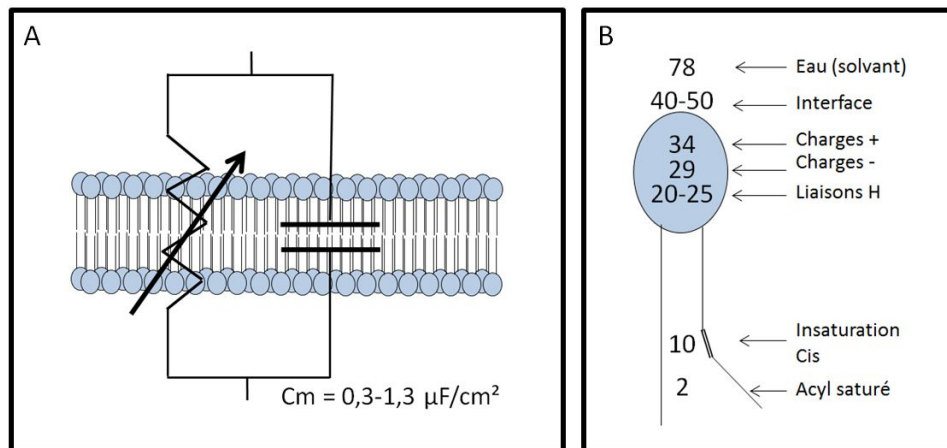 A
Cm = 0,3-1,3 µF/cm²
B
78 Eau (solvant)
40-50 Interface
34 Charges +
29 Charges -
20-25 Liaisons H
10 Insaturation
Cis
2 Acyl saturé